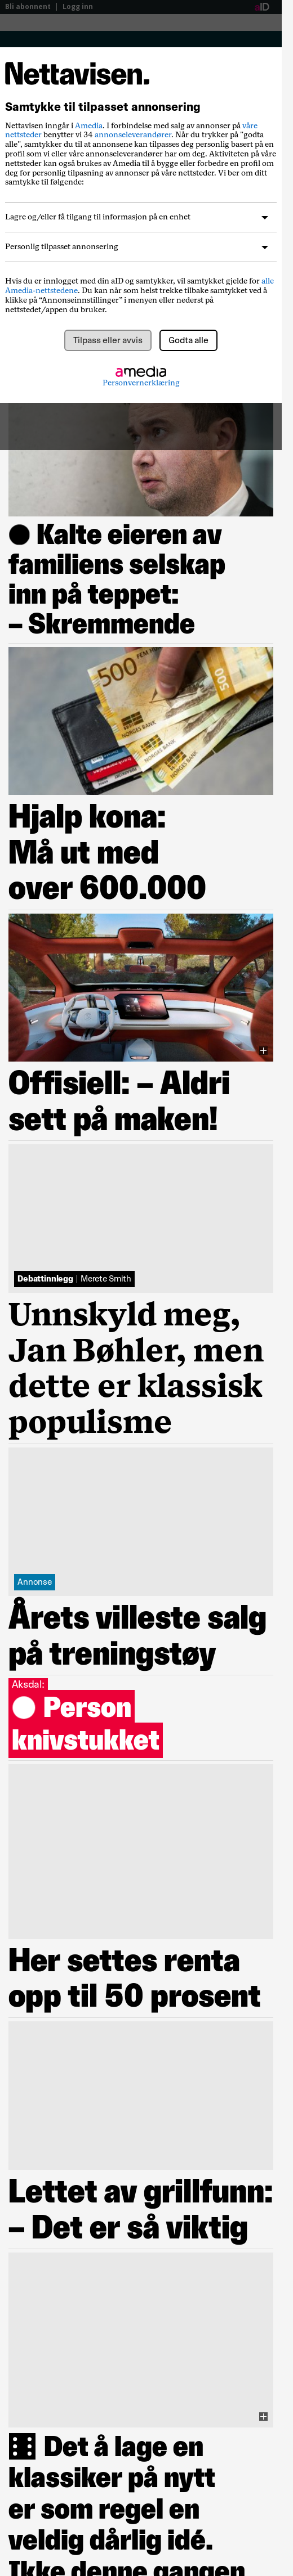 Bli abonnent | Logg inn
aID
Nettavisen.
Samtykke til tilpasset annonsering
Nettavisen inngår i Amedia. I forbindelse med salg av annonser på våre
nettsteder benytter vi 34 annonseleverandører. Når du trykker på "godta
alle", samtykker du til at annonsene kan tilpasses deg personlig basert på en
profil som vi eller våre annonseleverandører har om deg. Aktiviteten på våre
nettsteder kan også brukes av Amedia til å bygge eller forbedre en profil om
deg for personlig tilpasning av annonser på våre nettsteder. Vi ber om ditt
samtykke til følgende:
Lagre og/eller få tilgang til informasjon på en enhet
Personlig tilpasset annonsering
Hvis du er innlogget med din aID og samtykker, vil samtykket gjelde for alle
Amedia-nettstedene. Du kan når som helst trekke tilbake samtykket ved å
klikke på “Annonseinnstillinger” i menyen eller nederst på
nettstedet/appen du bruker.
Tilpass eller avvis
Godta alle
amedia
Personvernerklæring
Kalte eieren av
familiens selskap
inn på teppet:
– Skremmende
500
500
NORGES BANK
Hjalp kona:
Må ut med
over 600.000
Offisiell: – Aldri
sett på maken!
Debattinnlegg | Merete Smith
Unnskyld meg,
Jan Bøhler, men
dette er klassisk
populisme
Annonse
Årets villeste salg
på treningstøy
Aksdal:
Person
knivstukket
Her settes renta
opp til 50 prosent
Lettet av grillfunn:
– Det er så viktig
Det å lage en
klassiker på nytt
er som regel en
veldig dårlig idé.
Ikke denne gangen